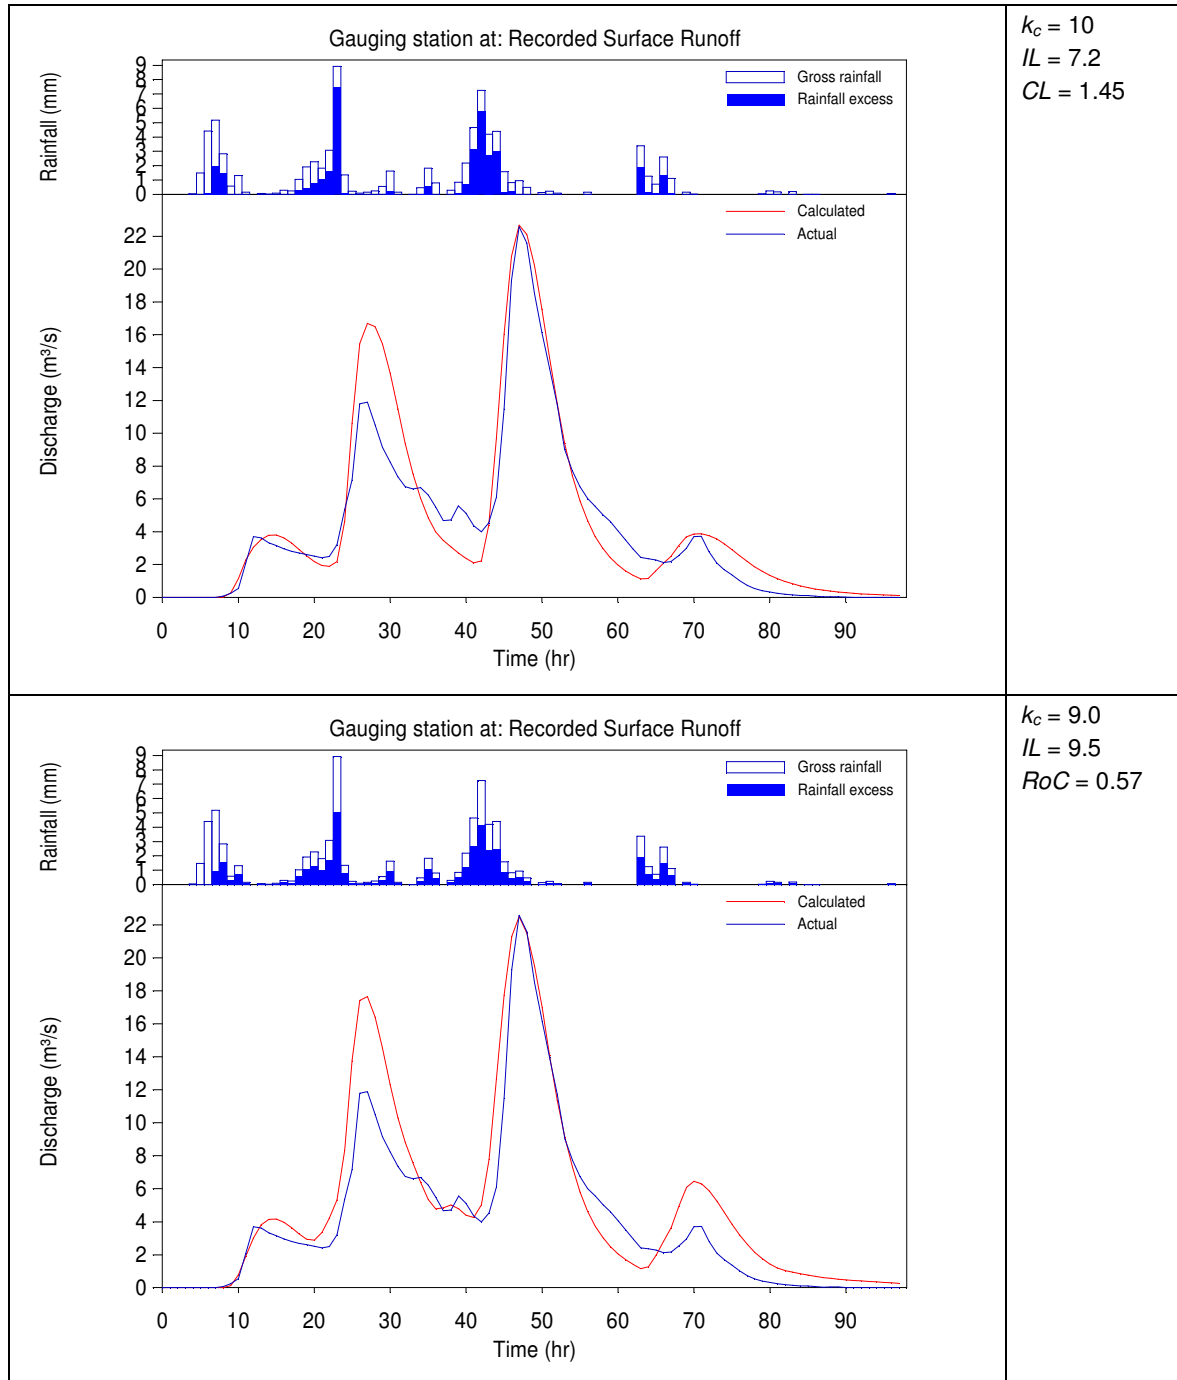 Gauging station at: Recorded Surface Runoff
Rainfall (mm)
9
8
7
6
5
4
3
2
1
0
Gross rainfall
Rainfall excess
Discharge (m³/s)
22
20
18
16
14
12
10
8
6
4
2
0
Calculated
Actual
0 10 20 30 40 50 60 70 80 90
Time (hr)
kc = 10
IL = 7.2
CL = 1.45
Gauging station at: Recorded Surface Runoff
Rainfall (mm)
9
8
7
6
5
4
3
2
1
0
Gross rainfall
Rainfall excess
Discharge (m³/s)
22
20
18
16
14
12
10
8
6
4
2
0
Calculated
Actual
0 10 20 30 40 50 60 70 80 90
Time (hr)
kc = 9.0
IL = 9.5
RoC = 0.57